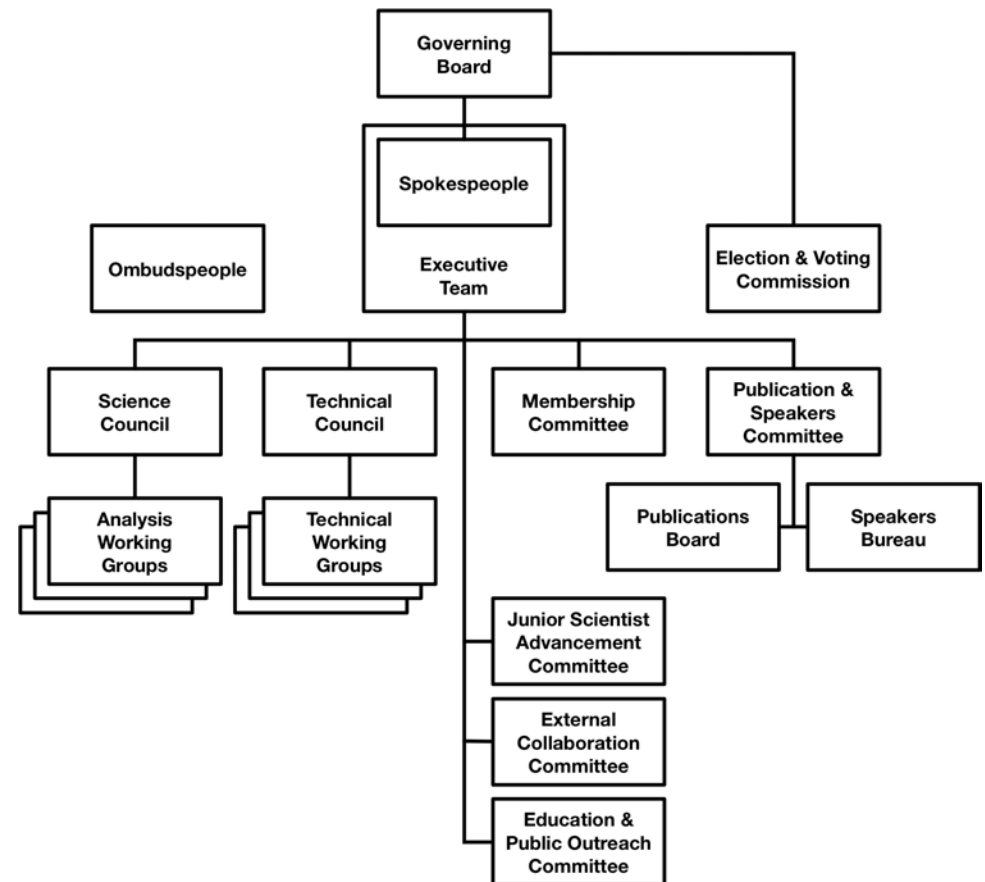 Governing
Board
Spokespeople
Executive
Team
Ombudspeople
Election & Voting
Commission
Science
Council
Technical
Council
Membership
Committee
Publication &
Speakers
Committee
Analysis
Working
Groups
Technical
Working
Groups
Publications
Board
Speakers
Bureau
Junior Scientist
Advancement
Committee
External
Collaboration
Committee
Education &
Public Outreach
Committee